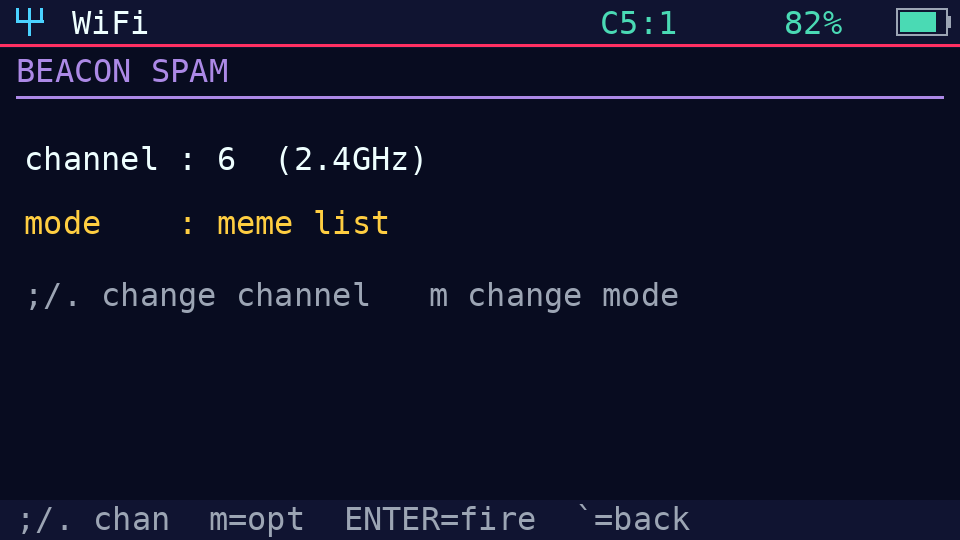 WiFi C5:1 82%
BEACON SPAM
channel : 6  (2.4GHz)
mode    : meme list
;/. change channel   m change mode
;/. chan  m=opt  ENTER=fire  `=back